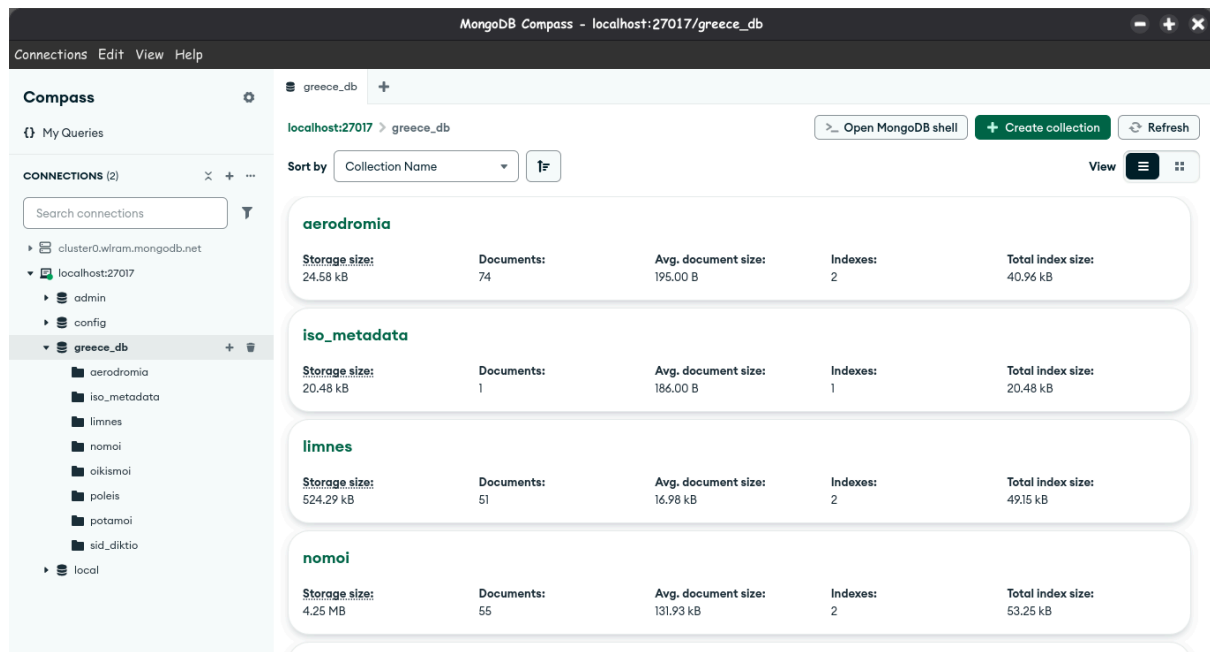 MongoDB Compass - localhost:27017/greece_db
Connections Edit View Help
Compass
{} My Queries
CONNECTIONS (2)
Search connections
cluster0.wlram.mongodb.net
localhost:27017
admin
config
greece_db
aerodromia
iso_metadata
limnes
nomoi
oikismoi
poleis
potamoi
sid_diktio
local
greece_db
localhost:27017 > greece_db
>_ Open MongoDB shell
+ Create collection
Refresh
Sort by Collection Name
View
aerodromia
Storage size: Documents: Avg. document size: Indexes: Total index size:
24.58 kB 74 195.00 B 2 40.96 kB
iso_metadata
Storage size: Documents: Avg. document size: Indexes: Total index size:
20.48 kB 1 186.00 B 1 20.48 kB
limnes
Storage size: Documents: Avg. document size: Indexes: Total index size:
524.29 kB 51 16.98 kB 2 49.15 kB
nomoi
Storage size: Documents: Avg. document size: Indexes: Total index size:
4.25 MB 55 131.93 kB 2 53.25 kB